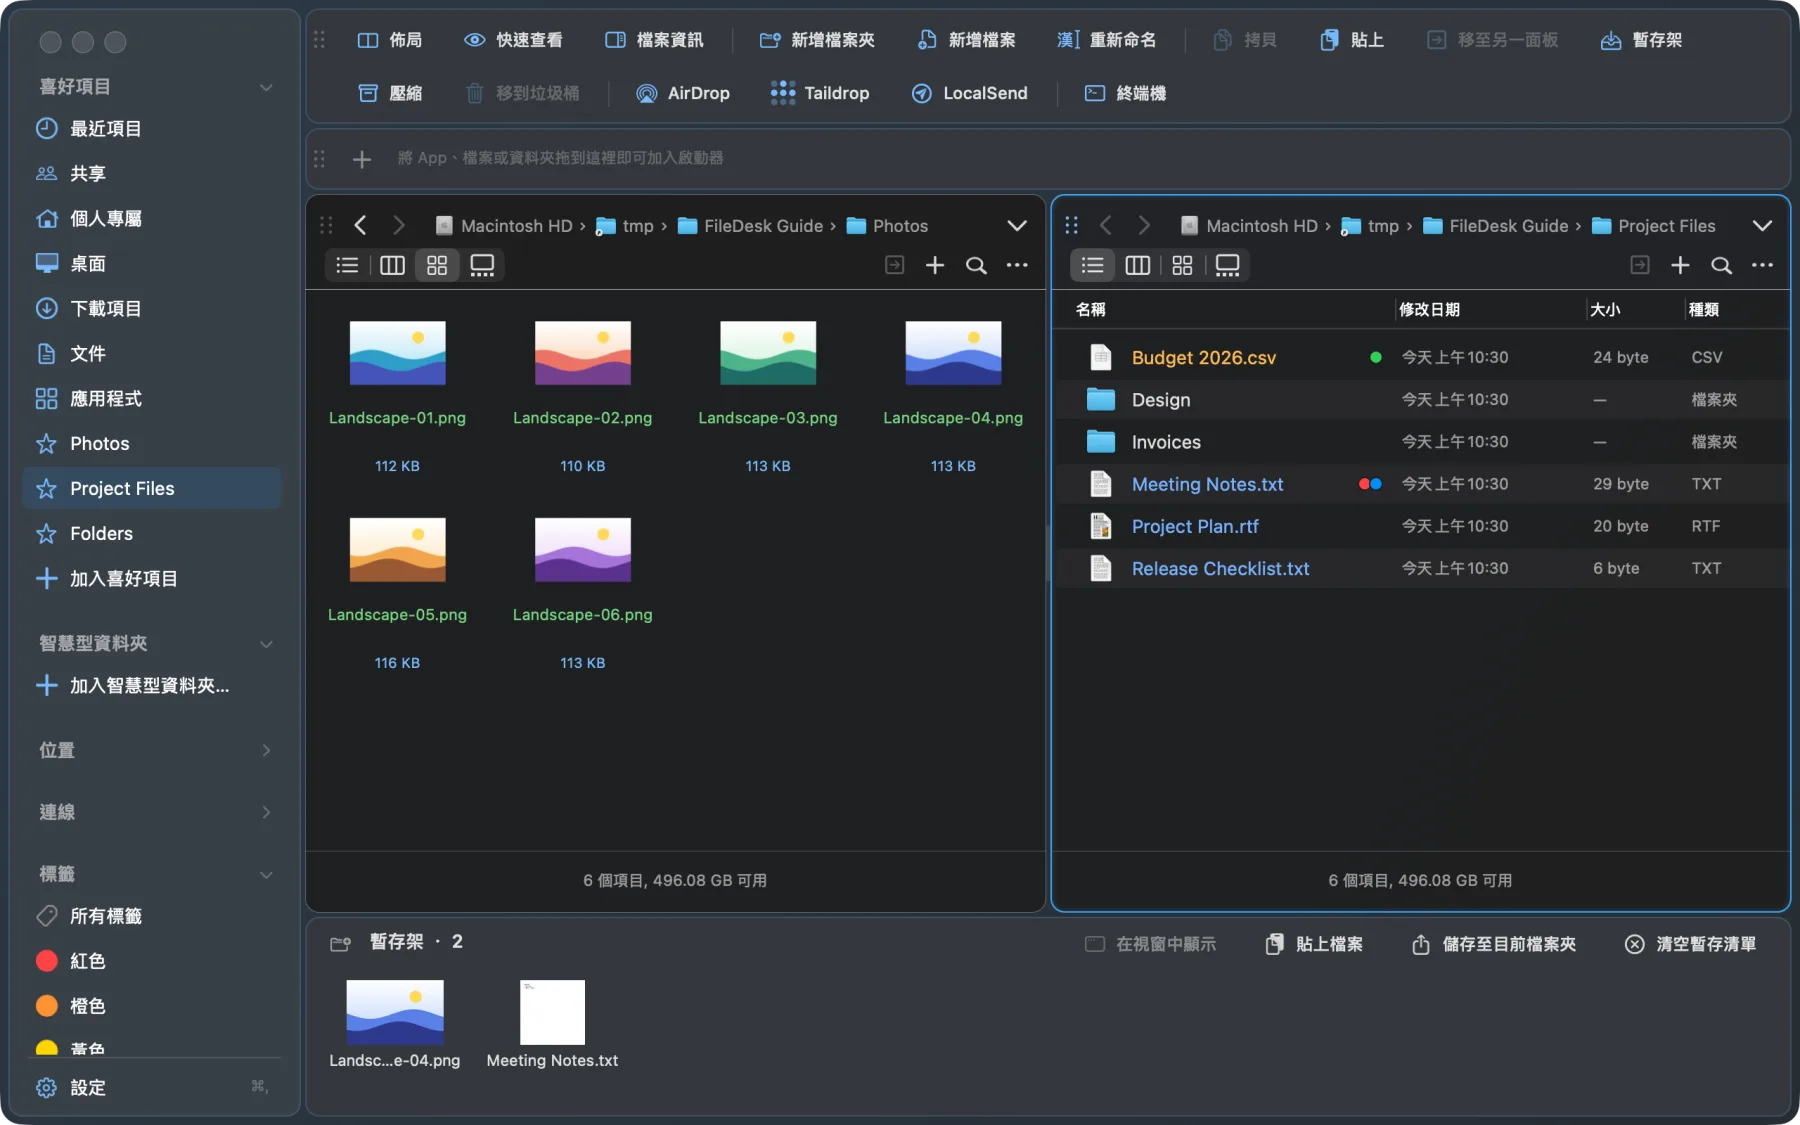 佈局 快速查看 檔案資訊 新增檔案夾 新增檔案 漢 重新命名 拷貝 貼上 移至另一面板 暫存架
壓縮 移到垃圾桶 AirDrop Taildrop LocalSend 終端機
將 App、檔案或資料夾拖到這裡即可加入啟動器
喜好項目
最近項目
共享
個人專屬
桌面
下載項目
文件
應用程式
Photos
Project Files
Folders
加入喜好項目
智慧型資料夾
加入智慧型資料夾...
位置
連線
標籤
所有標籤
紅色
橙色
黃色
設定 ⌘,
Macintosh HD › tmp › FileDesk Guide › Photos
Landscape-01.png Landscape-02.png Landscape-03.png Landscape-04.png
112 KB 110 KB 113 KB 113 KB
Landscape-05.png Landscape-06.png
116 KB 113 KB
6 個項目, 496.08 GB 可用
Macintosh HD › tmp › FileDesk Guide › Project Files
名稱 修改日期 大小 種類
Budget 2026.csv 今天 上午10:30 24 byte CSV
Design 今天 上午10:30 — 檔案夾
Invoices 今天 上午10:30 — 檔案夾
Meeting Notes.txt 今天 上午10:30 29 byte TXT
Project Plan.rtf 今天 上午10:30 20 byte RTF
Release Checklist.txt 今天 上午10:30 6 byte TXT
6 個項目, 496.08 GB 可用
暫存架 · 2 在視窗中顯示 貼上檔案 儲存至目前檔案夾 清空暫存清單
Landsc...e-04.png Meeting Notes.txt